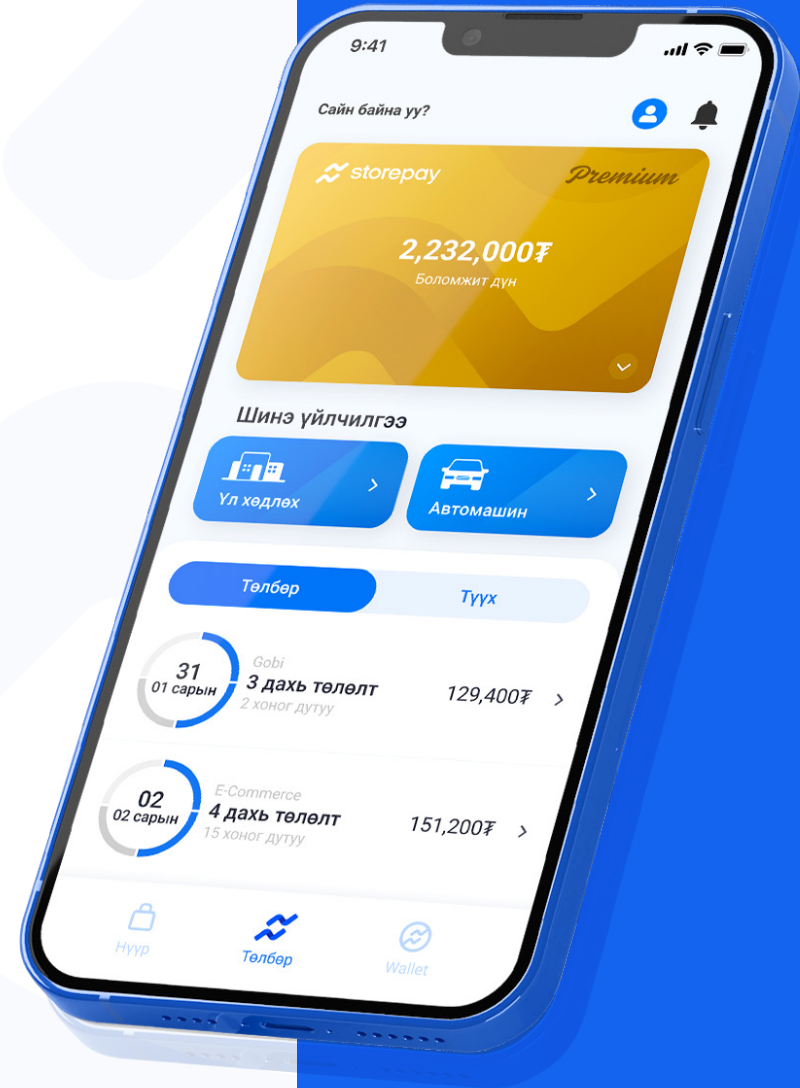 9:41
Сайн байна уу?
storepay
Premium
2,232,000₮
Боломжит дүн
Шинэ үйлчилгээ
Үл хөдлөх
Автомашин
Төлбөр
Түүх
31
01 сарын
Gobi
3 дахь төлөлт
2 хоног дутуу
129,400₮
02
02 сарын
E-Commerce
4 дахь төлөлт
15 хоног дутуу
151,200₮
Нүүр
Төлбөр
Wallet